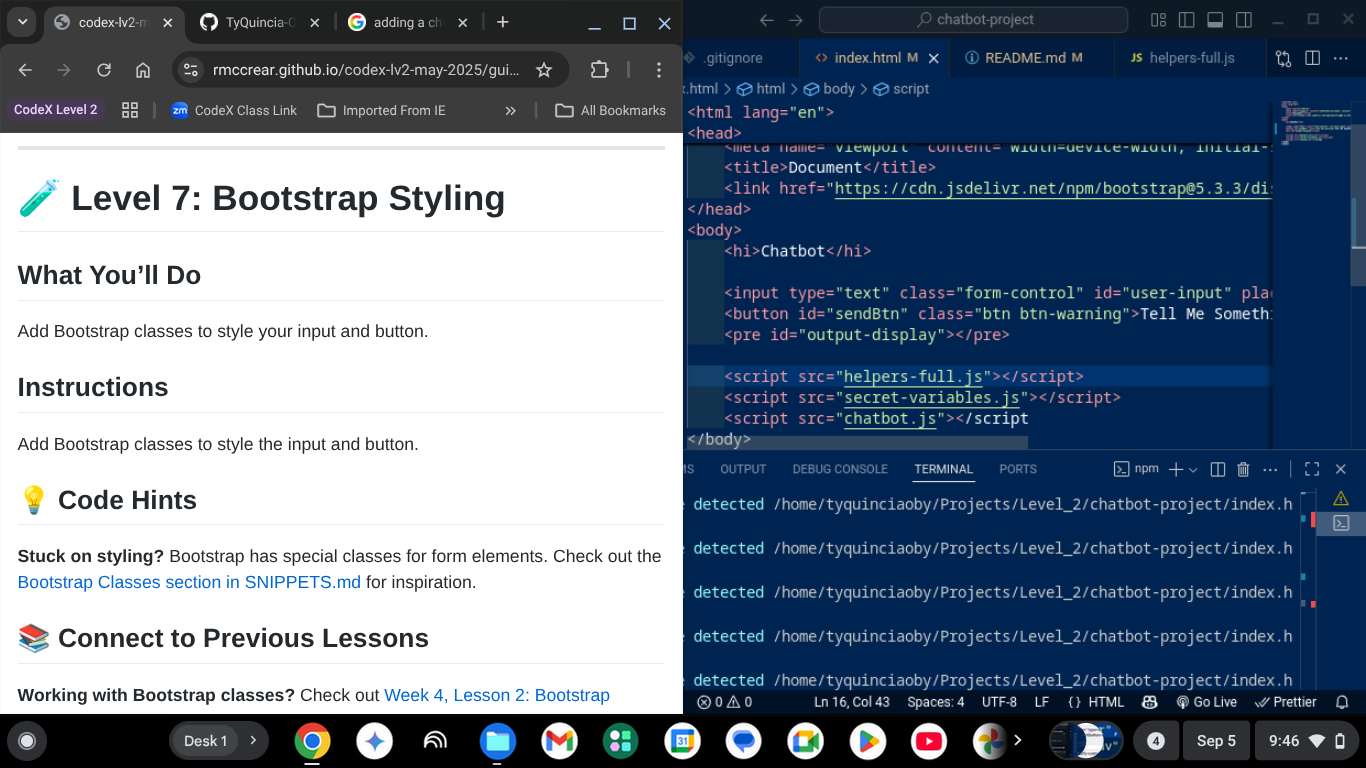 codex-lv2-m
TyQuincia-O
adding a ch
rmccrear.github.io/codex-lv2-may-2025/gui…
CodeX Level 2
CodeX Class Link
Imported From IE
All Bookmarks
🧪 Level 7: Bootstrap Styling
What You’ll Do
Add Bootstrap classes to style your input and button.
Instructions
Add Bootstrap classes to style the input and button.
💡 Code Hints
Stuck on styling? Bootstrap has special classes for form elements. Check out the
Bootstrap Classes section in SNIPPETS.md for inspiration.
📚 Connect to Previous Lessons
Working with Bootstrap classes? Check out Week 4, Lesson 2: Bootstrap
chatbot-project
.gitignore
<> index.html M
README.md M
JS helpers-full.js
x.html > html > body > script
<html lang="en">
<head>
<meta name="viewport" content="width=device-width, initial-
<title>Document</title>
<link href="https://cdn.jsdelivr.net/npm/bootstrap@5.3.3/dis
</head>
<body>
<hi>Chatbot</hi>
<input type="text" class="form-control" id="user-input" plac
<button id="sendBtn" class="btn btn-warning">Tell Me Somethi
<pre id="output-display"></pre>
<script src="helpers-full.js"></script>
<script src="secret-variables.js"></script>
<script src="chatbot.js"></script
</body>
MS
OUTPUT
DEBUG CONSOLE
TERMINAL
PORTS
npm
e detected /home/tyquinciaoby/Projects/Level_2/chatbot-project/index.h
detected /home/tyquinciaoby/Projects/Level_2/chatbot-project/index.h
detected /home/tyquinciaoby/Projects/Level_2/chatbot-project/index.h
detected /home/tyquinciaoby/Projects/Level_2/chatbot-project/index.h
detected /home/tyquinciaoby/Projects/Level_2/chatbot-project/index.h
0 0
Ln 16, Col 43
Spaces: 4
UTF-8
LF
{} HTML
Go Live
Prettier
Desk 1
31
4
Sep 5
9:46